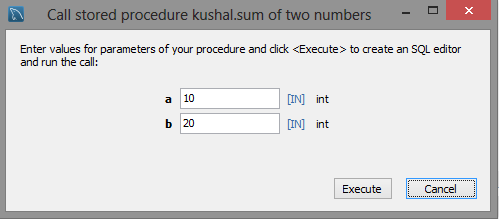 Call stored procedure kushal.sum of two numbers
Enter values for parameters of your procedure and click <Execute> to create an SQL editor
and run the call:
a 10 [IN] int
b 20 [IN] int
Execute Cancel